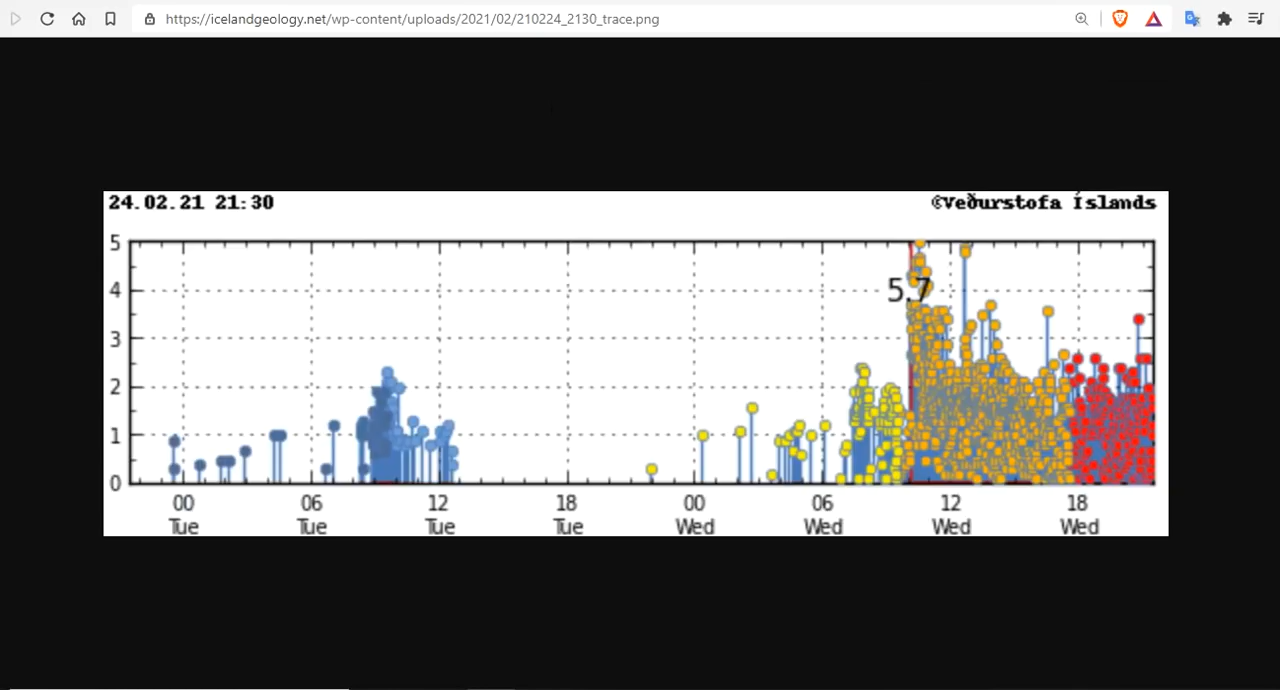 https://icelandgeology.net/wp-content/uploads/2021/02/210224_2130_trace.png
24.02.21 21:30
©Veðurstofa Íslands
5
4
3
2
1
0
5.7
00 06 12 18 00 06 12 18
Tue Tue Tue Tue Wed Wed Wed Wed